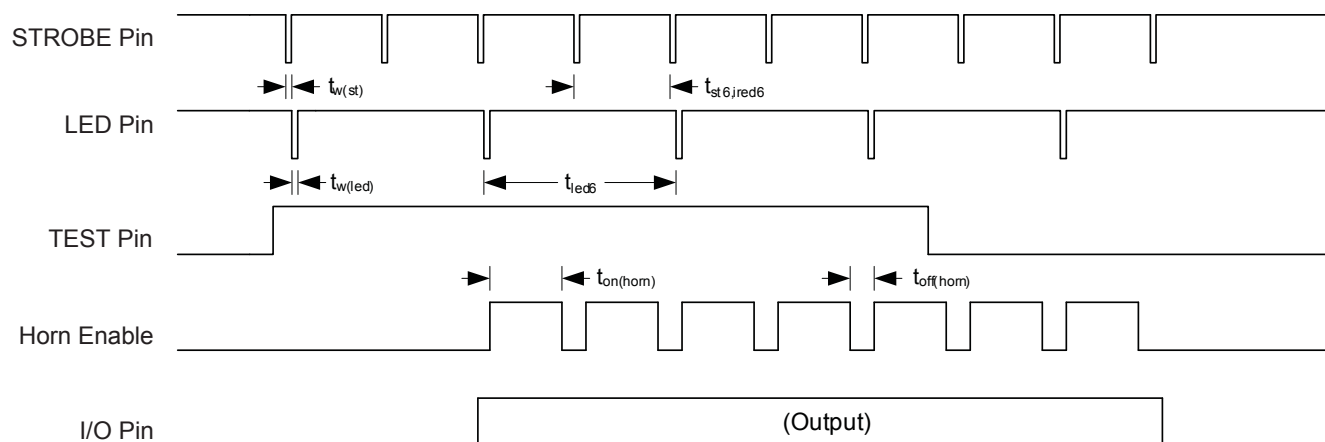 STROBE Pin
tw(st)
tst6,ired6
LED Pin
tw(led)
tled6
TEST Pin
ton(horn)
toff(horn)
Horn Enable
(Output)
I/O Pin